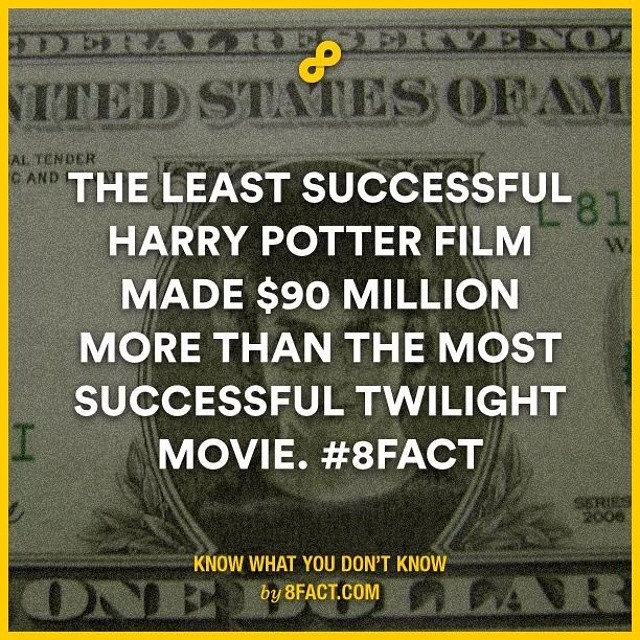 FEDERAL RESERVE NOT
UNITED STATES OF AM
AL TENDER
C AND
THE LEAST SUCCESSFUL
L 81
HARRY POTTER FILM
MADE $90 MILLION
MORE THAN THE MOST
SUCCESSFUL TWILIGHT
MOVIE. #8FACT
I
SERIES
2006
KNOW WHAT YOU DON'T KNOW
by 8FACT.COM
ONE DOLLAR